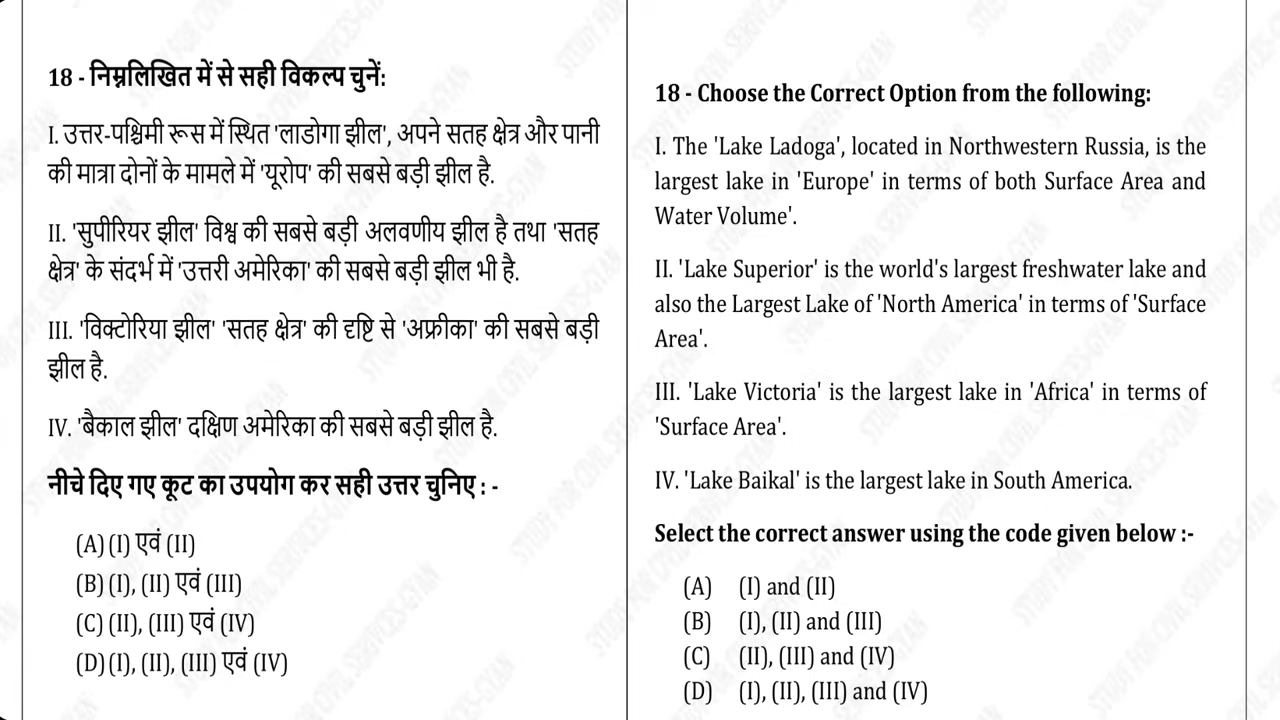 18 - निम्नलिखित में से सही विकल्प चुनें:
I. उत्तर-पश्चिमी रूस में स्थित 'लाडोगा झील', अपने सतह क्षेत्र और पानी
की मात्रा दोनों के मामले में 'यूरोप' की सबसे बड़ी झील है.
II. 'सुपीरियर झील' विश्व की सबसे बड़ी अलवणीय झील है तथा 'सतह
क्षेत्र' के संदर्भ में 'उत्तरी अमेरिका' की सबसे बड़ी झील भी है.
III. 'विक्टोरिया झील' 'सतह क्षेत्र' की दृष्टि से 'अफ्रीका' की सबसे बड़ी
झील है.
IV. 'बैकाल झील' दक्षिण अमेरिका की सबसे बड़ी झील है.
नीचे दिए गए कूट का उपयोग कर सही उत्तर चुनिए : -
(A) (I) एवं (II)
(B) (I), (II) एवं (III)
(C) (II), (III) एवं (IV)
(D) (I), (II), (III) एवं (IV)
18 - Choose the Correct Option from the following:
I. The 'Lake Ladoga', located in Northwestern Russia, is the
largest lake in 'Europe' in terms of both Surface Area and
Water Volume'.
II. 'Lake Superior' is the world's largest freshwater lake and
also the Largest Lake of 'North America' in terms of 'Surface
Area'.
III. 'Lake Victoria' is the largest lake in 'Africa' in terms of
'Surface Area'.
IV. 'Lake Baikal' is the largest lake in South America.
Select the correct answer using the code given below :-
(A) (I) and (II)
(B) (I), (II) and (III)
(C) (II), (III) and (IV)
(D) (I), (II), (III) and (IV)
STUDY FOR CIVIL SERVICES-GYAN